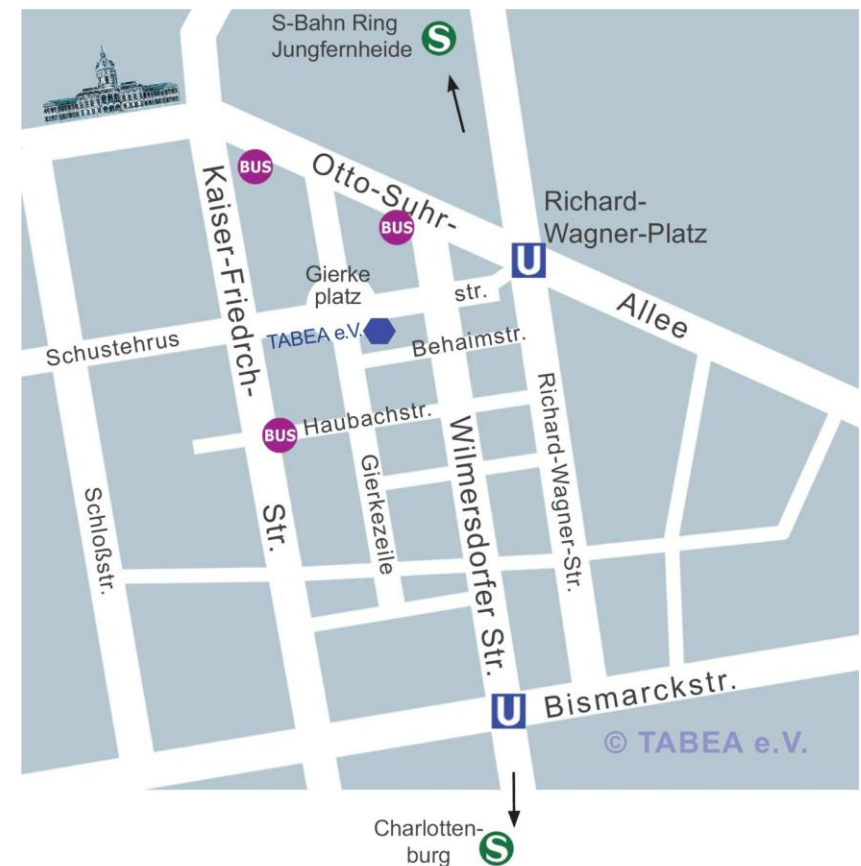 S-Bahn Ring
Jungfernheide
S
BUS
Otto-Suhr-
BUS
Richard-
Wagner-Platz
U
Allee
Kaiser-Friedrch-
Str.
Gierke
platz
str.
Schustehrus
TABEA e.V.
Behaimstr.
Haubachstr.
BUS
Richard-Wagner-Str.
Wilmersdorfer Str.
Gierkezeile
Schloßstr.
U
Bismarckstr.
© TABEA e.V.
Charlotten-
burg
S